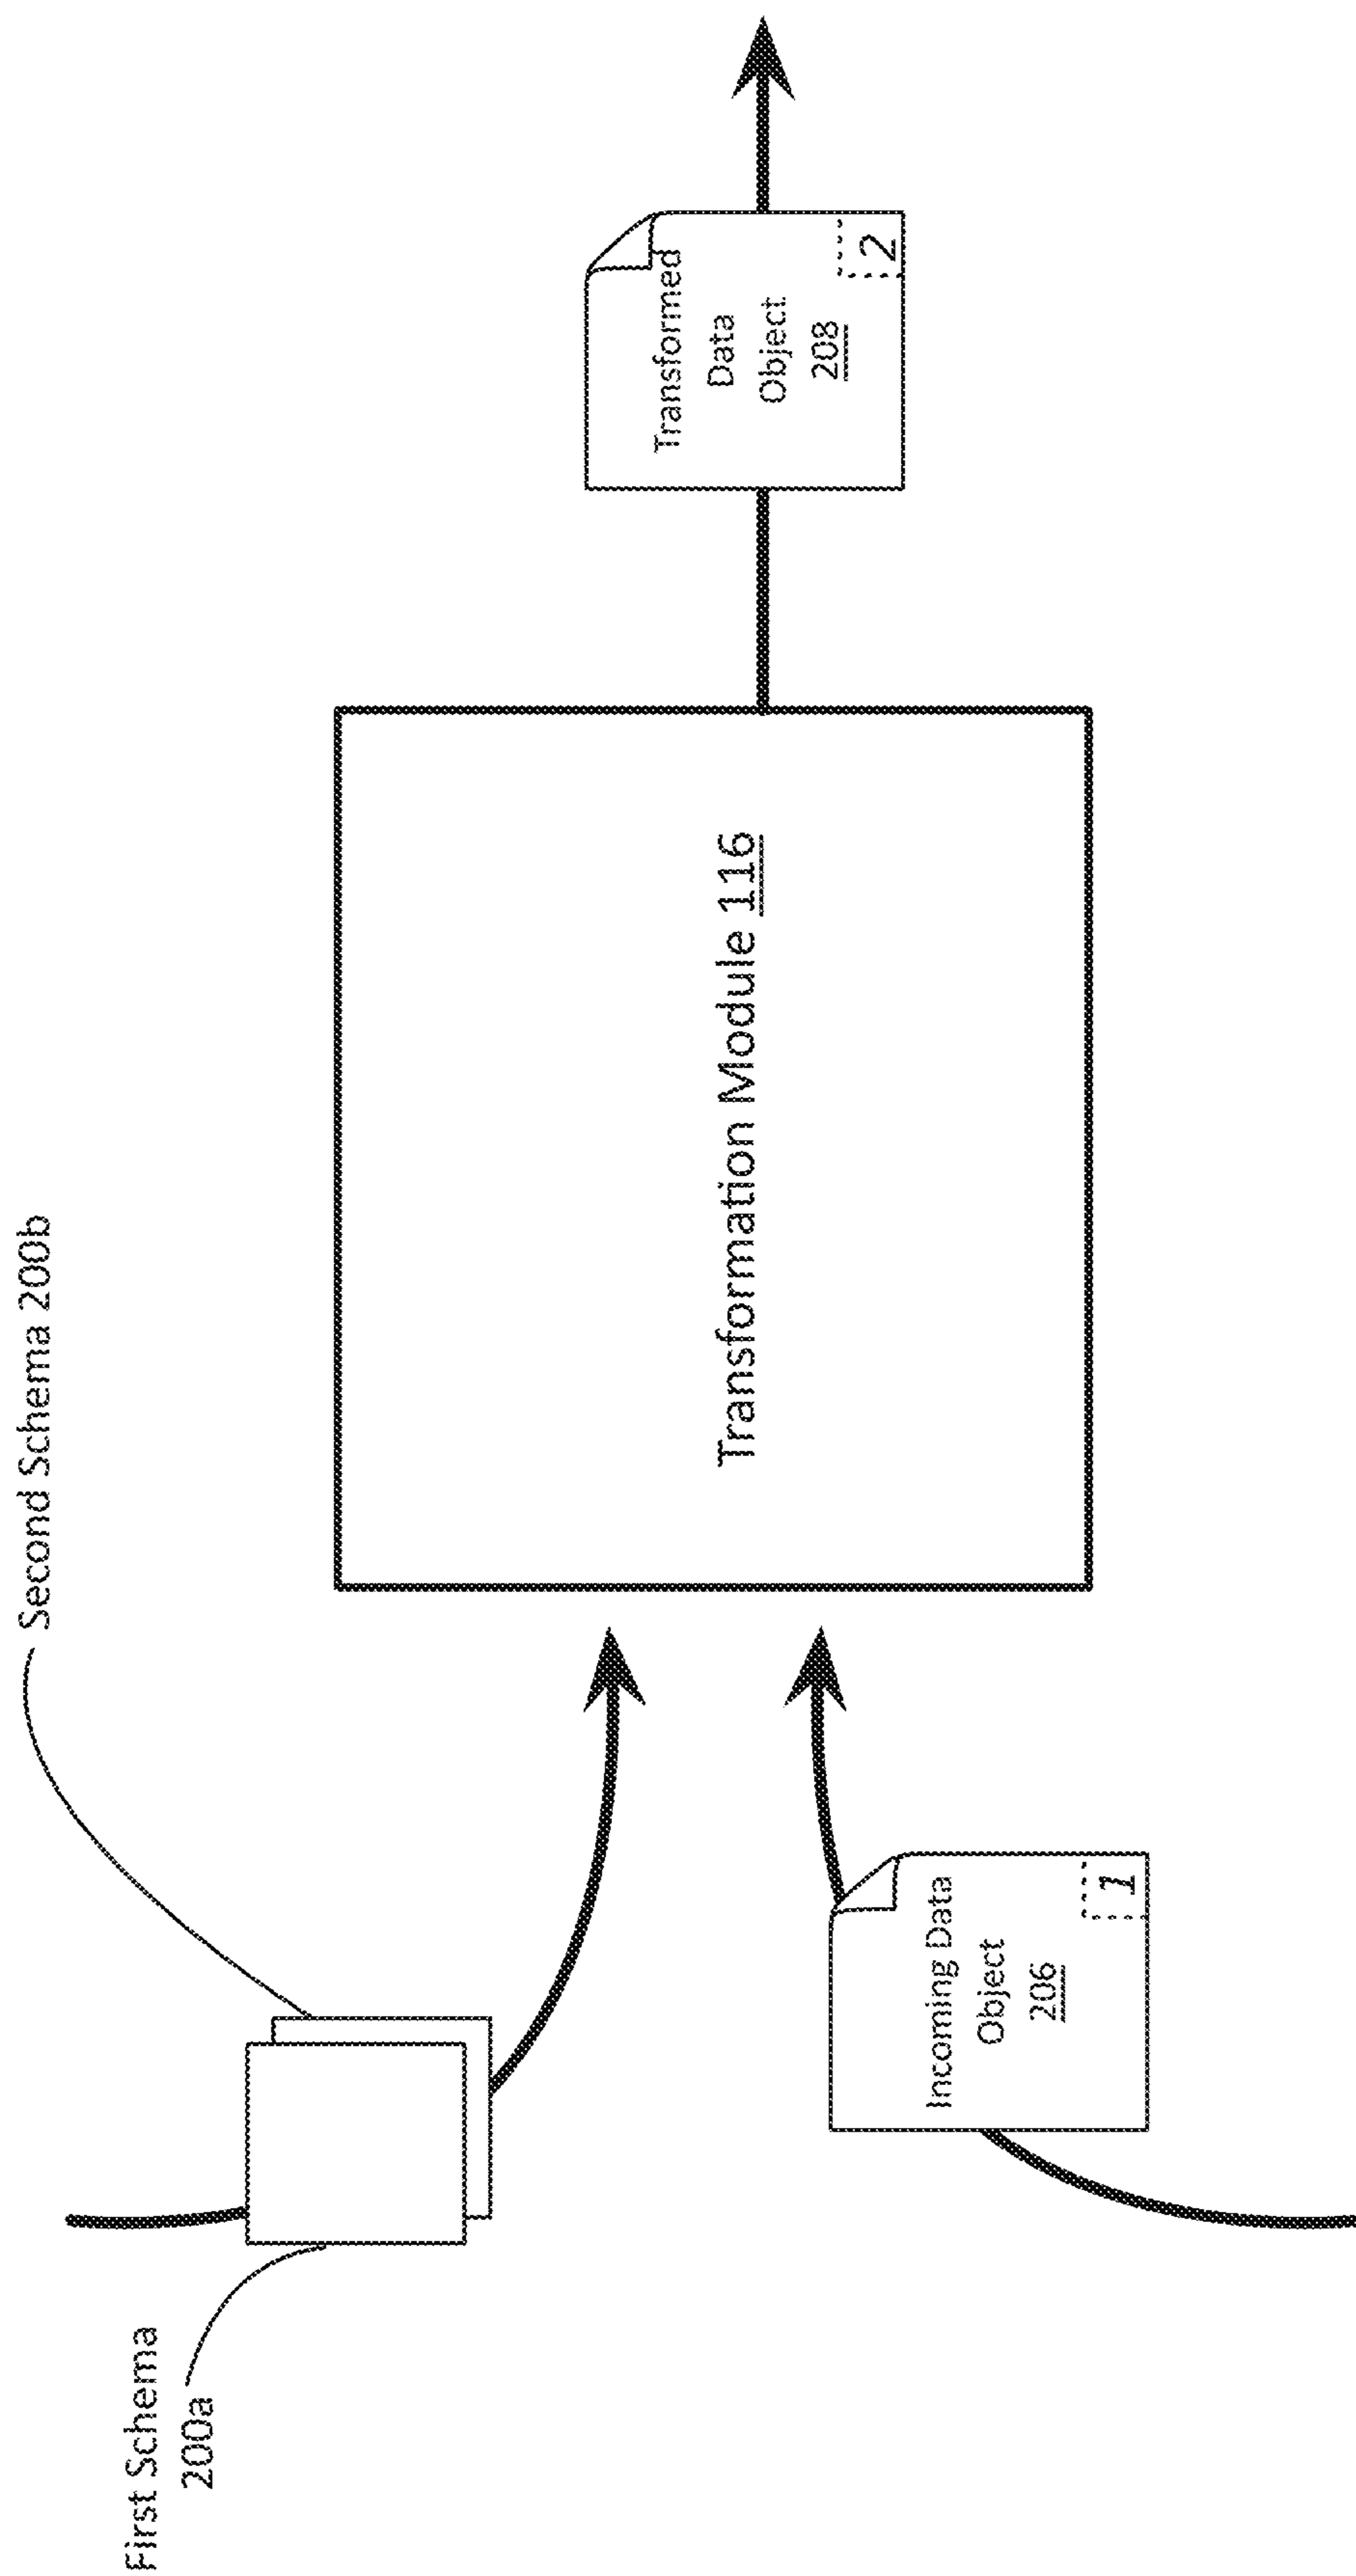 Second Schema 200b
First Schema
200a
Transformation Module 116
Transformed
Data
Object
208
2
Incoming Data
Object
206
1